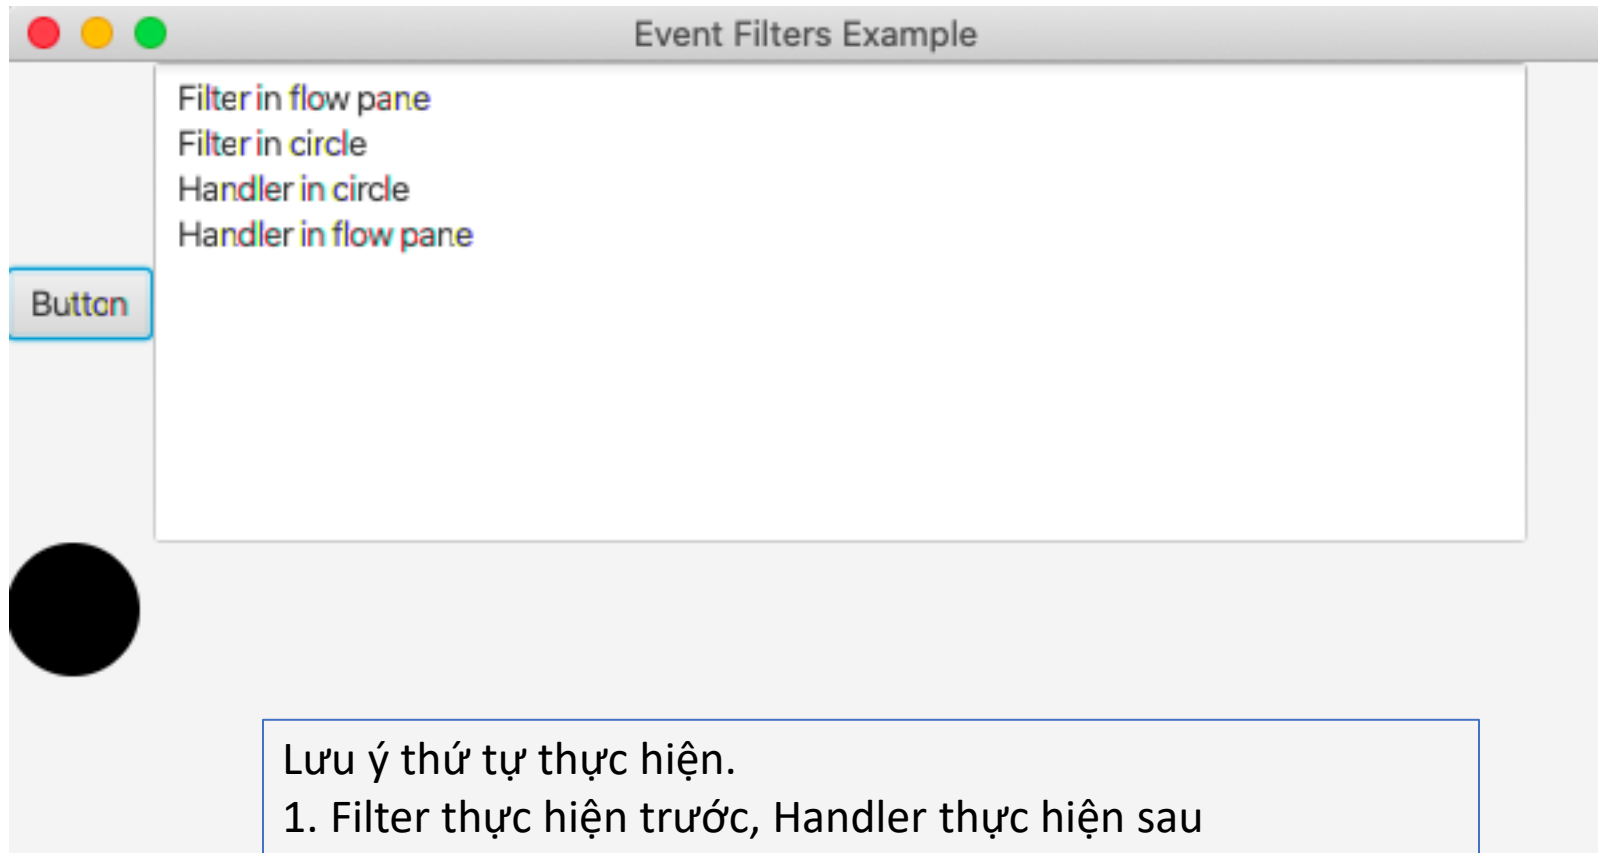 Event Filters Example
Filter in flow pane
Filter in circle
Handler in circle
Handler in flow pane
Button
Lưu ý thứ tự thực hiện.
1. Filter thực hiện trước, Handler thực hiện sau